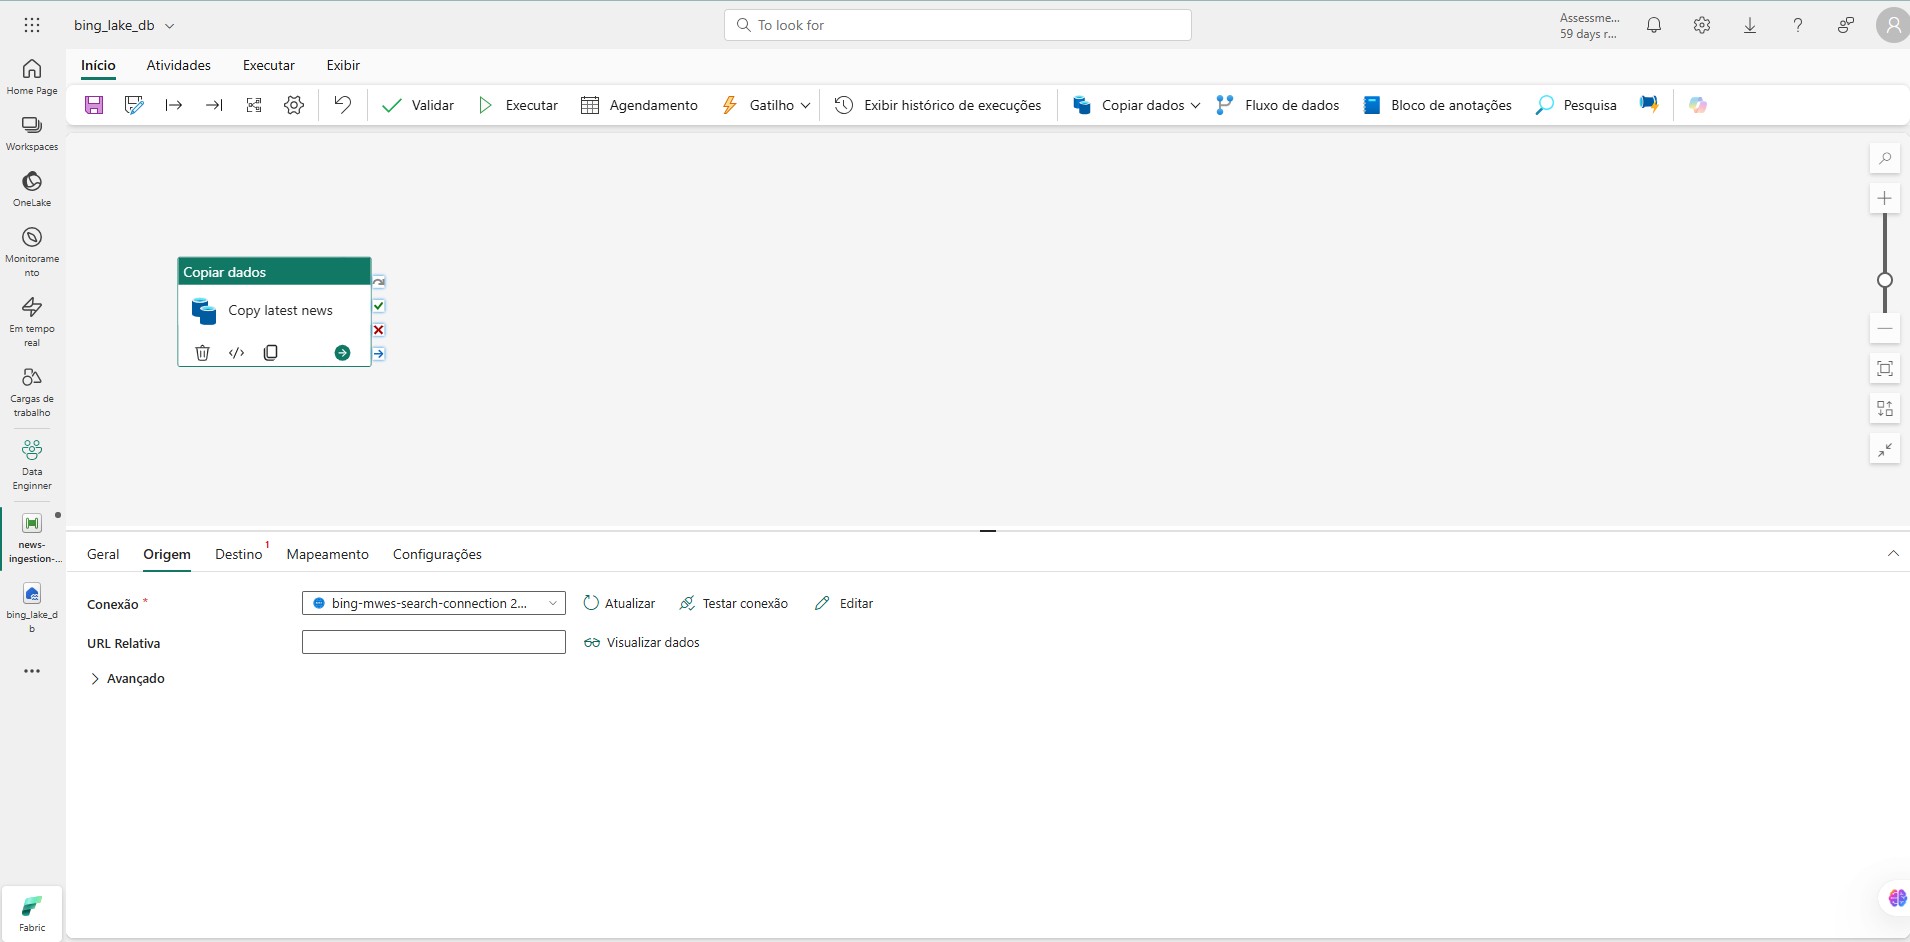 bing_lake_db
To look for
Assessme...
59 days r...
Home Page
Workspaces
OneLake
Monitorame
nto
Em tempo
real
Cargas de
trabalho
Data
Enginner
news-
ingestion-...
bing_lake_d
b
Fabric
Início
Atividades
Executar
Exibir
Validar
Executar
Agendamento
Gatilho
Exibir histórico de execuções
Copiar dados
Fluxo de dados
Bloco de anotações
Pesquisa
Copiar dados
Copy latest news
Geral
Origem
Destino 1
Mapeamento
Configurações
Conexão *
bing-mwes-search-connection 2...
Atualizar
Testar conexão
Editar
URL Relativa
Visualizar dados
Avançado